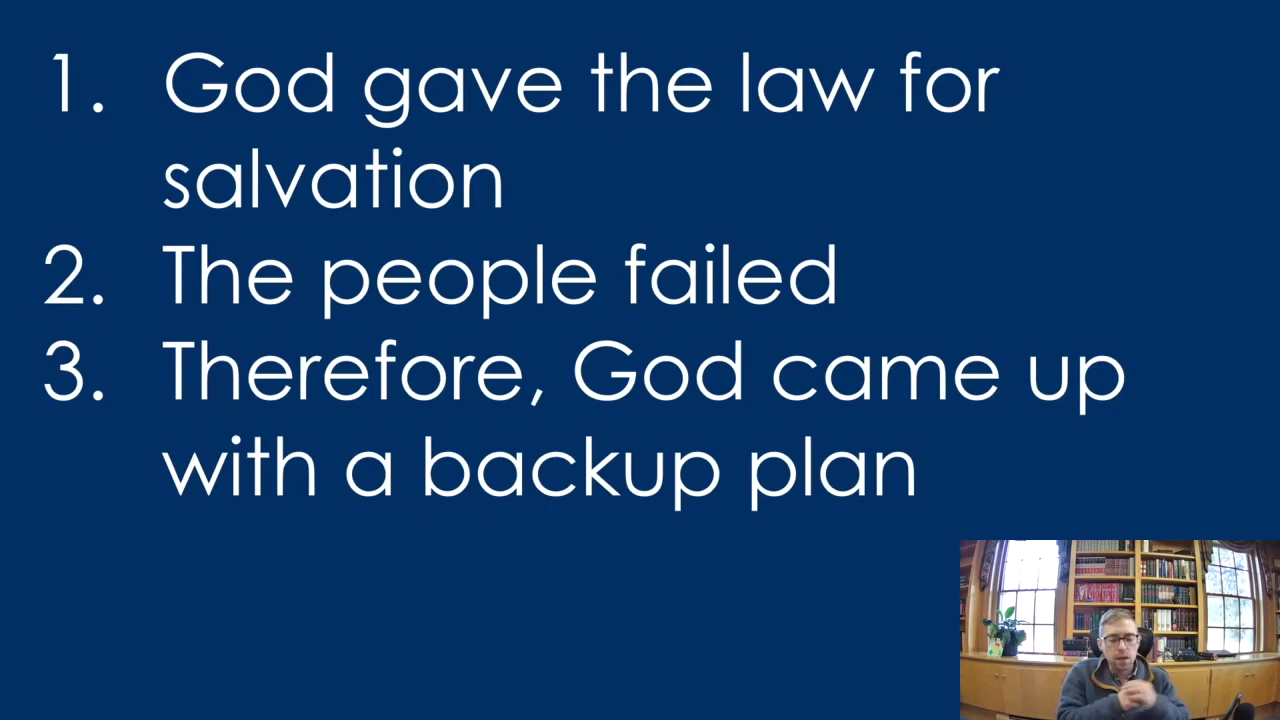 1. God gave the law for
salvation
2. The people failed
3. Therefore, God came up
with a backup plan